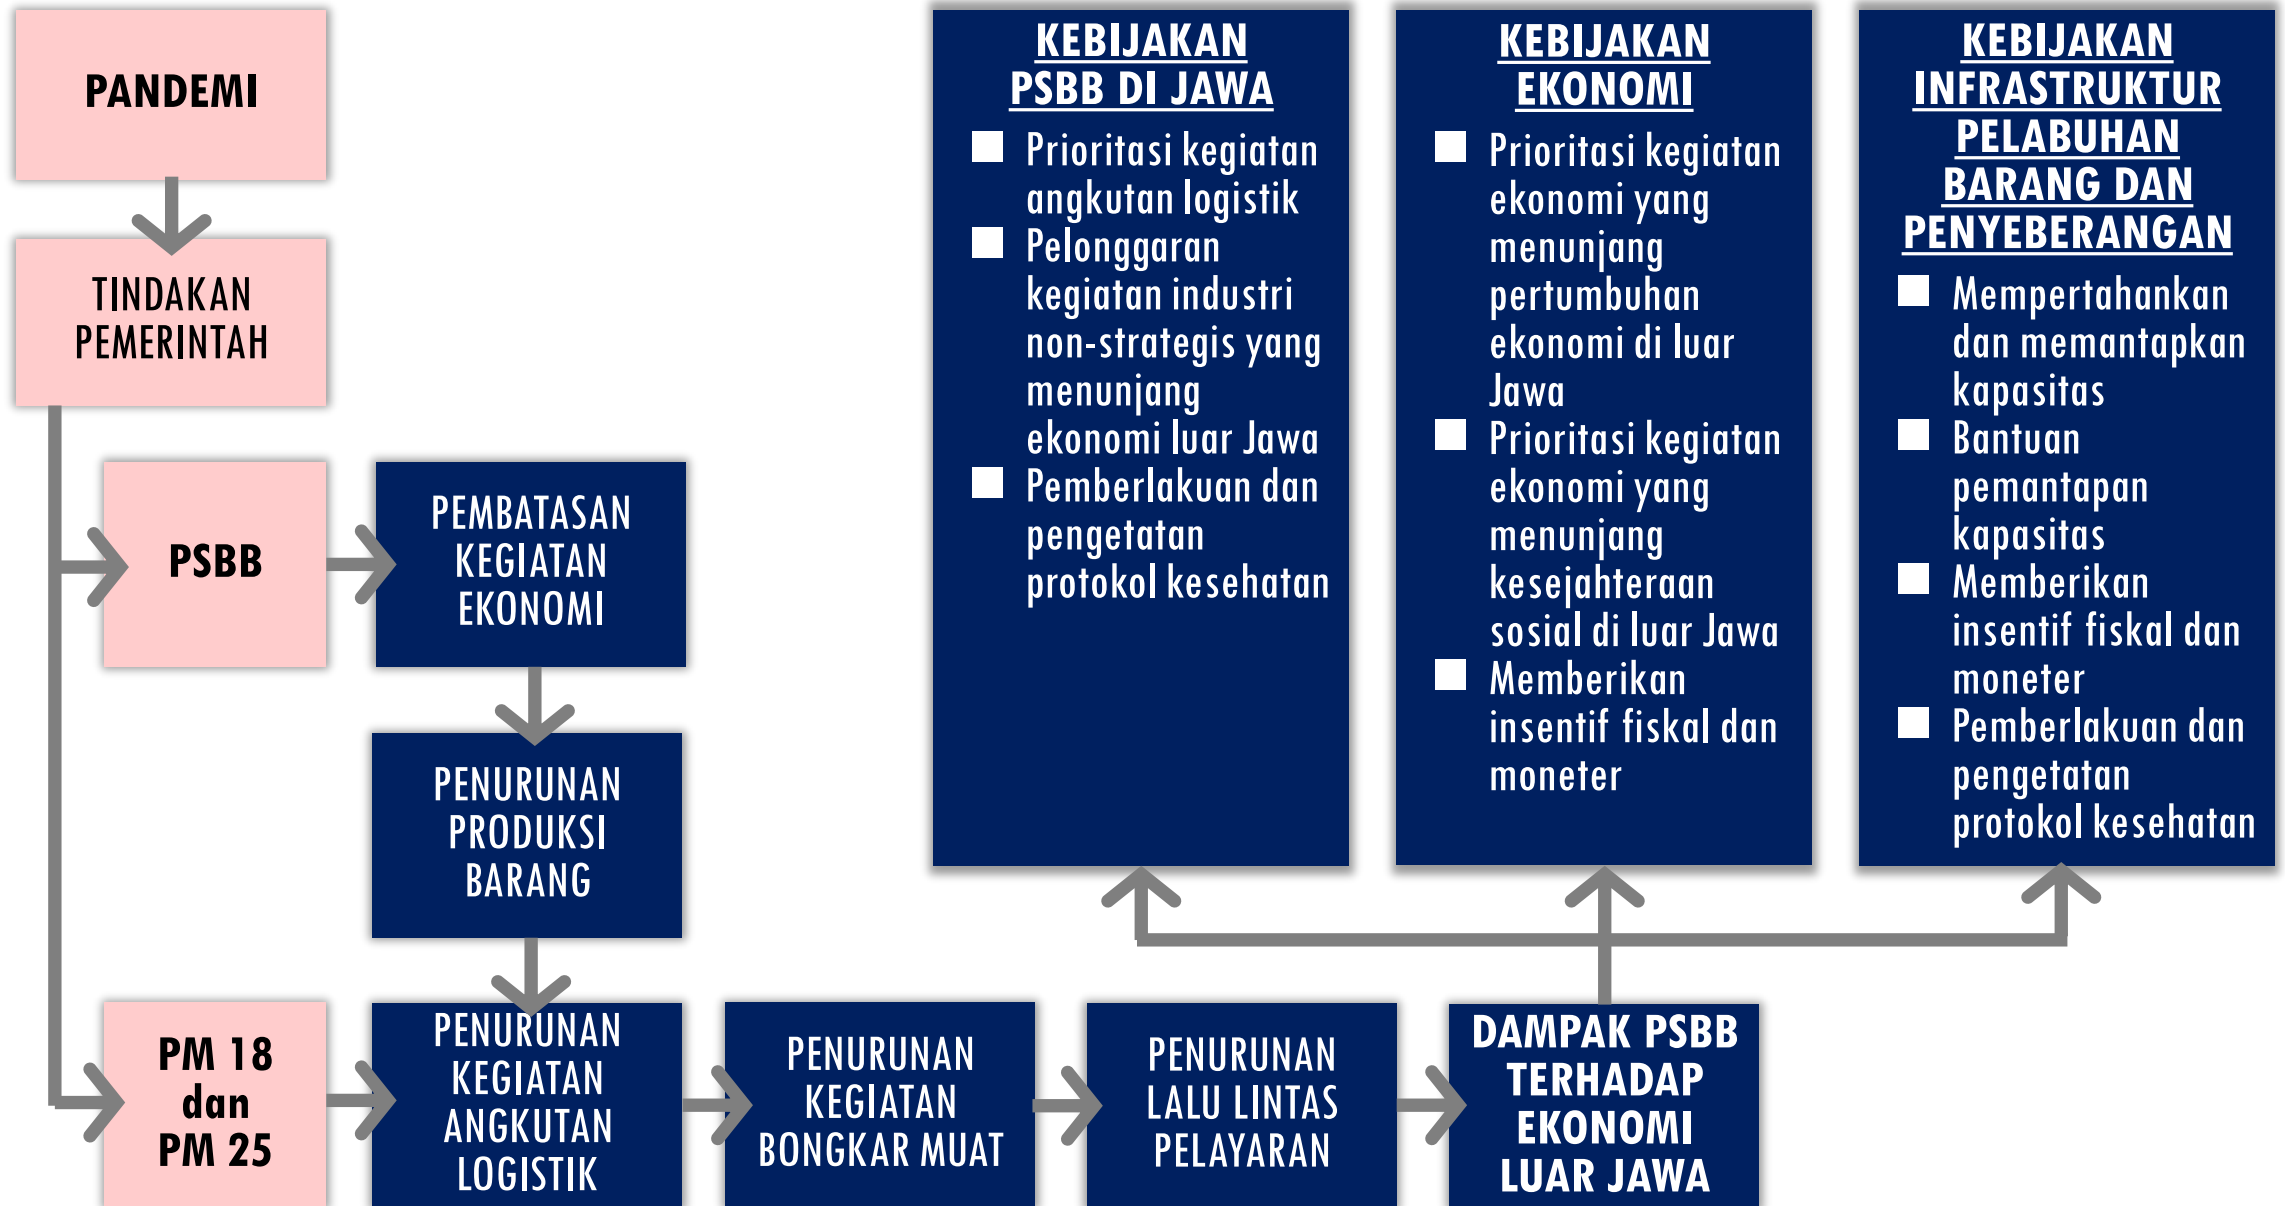 PANDEMI
TINDAKAN
PEMERINTAH
PSBB
PEMBATASAN
KEGIATAN
EKONOMI
PENURUNAN
PRODUKSI
BARANG
PM 18
dan
PM 25
PENURUNAN
KEGIATAN
ANGKUTAN
LOGISTIK
PENURUNAN
KEGIATAN
BONGKAR MUAT
PENURUNAN
LALU LINTAS
PELAYARAN
DAMPAK PSBB
TERHADAP
EKONOMI
LUAR JAWA
KEBIJAKAN
PSBB DI JAWA
Prioritasi kegiatan
angkutan logistik
Pelonggaran
kegiatan industri
non-strategis yang
menunjang
ekonomi luar Jawa
Pemberlakuan dan
pengetatan
protokol kesehatan
KEBIJAKAN
EKONOMI
Prioritasi kegiatan
ekonomi yang
menunjang
pertumbuhan
ekonomi di luar
Jawa
Prioritasi kegiatan
ekonomi yang
menunjang
kesejahteraan
sosial di luar Jawa
Memberikan
insentif fiskal dan
moneter
KEBIJAKAN
INFRASTRUKTUR
PELABUHAN
BARANG DAN
PENYEBERANGAN
Mempertahankan
dan memantapkan
kapasitas
Bantuan
pemantapan
kapasitas
Memberikan
insentif fiskal dan
moneter
Pemberlakuan dan
pengetatan
protokol kesehatan